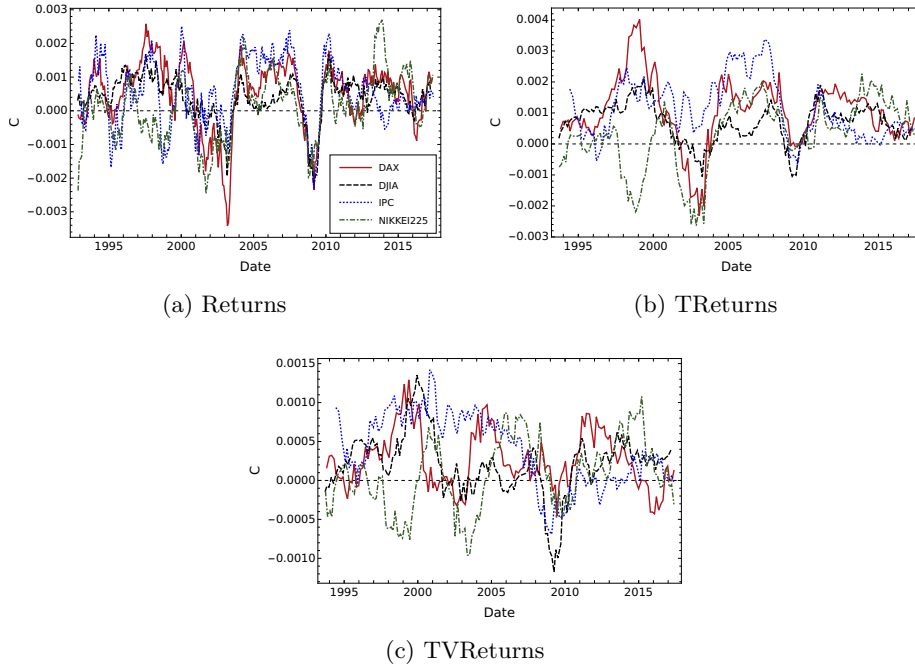 0.003
0.002
0.001
0.000
−0.001
−0.002
−0.003
C
DAX
DJIA
IPC
NIKKEI225
1995 2000 2005 2010 2015
Date
(a) Returns
0.004
0.003
0.002
0.001
0.000
−0.001
−0.002
−0.003
C
1995 2000 2005 2010 2015
Date
(b) TReturns
0.0015
0.0010
0.0005
0.0000
−0.0005
−0.0010
C
1995 2000 2005 2010 2015
Date
(c) TVReturns